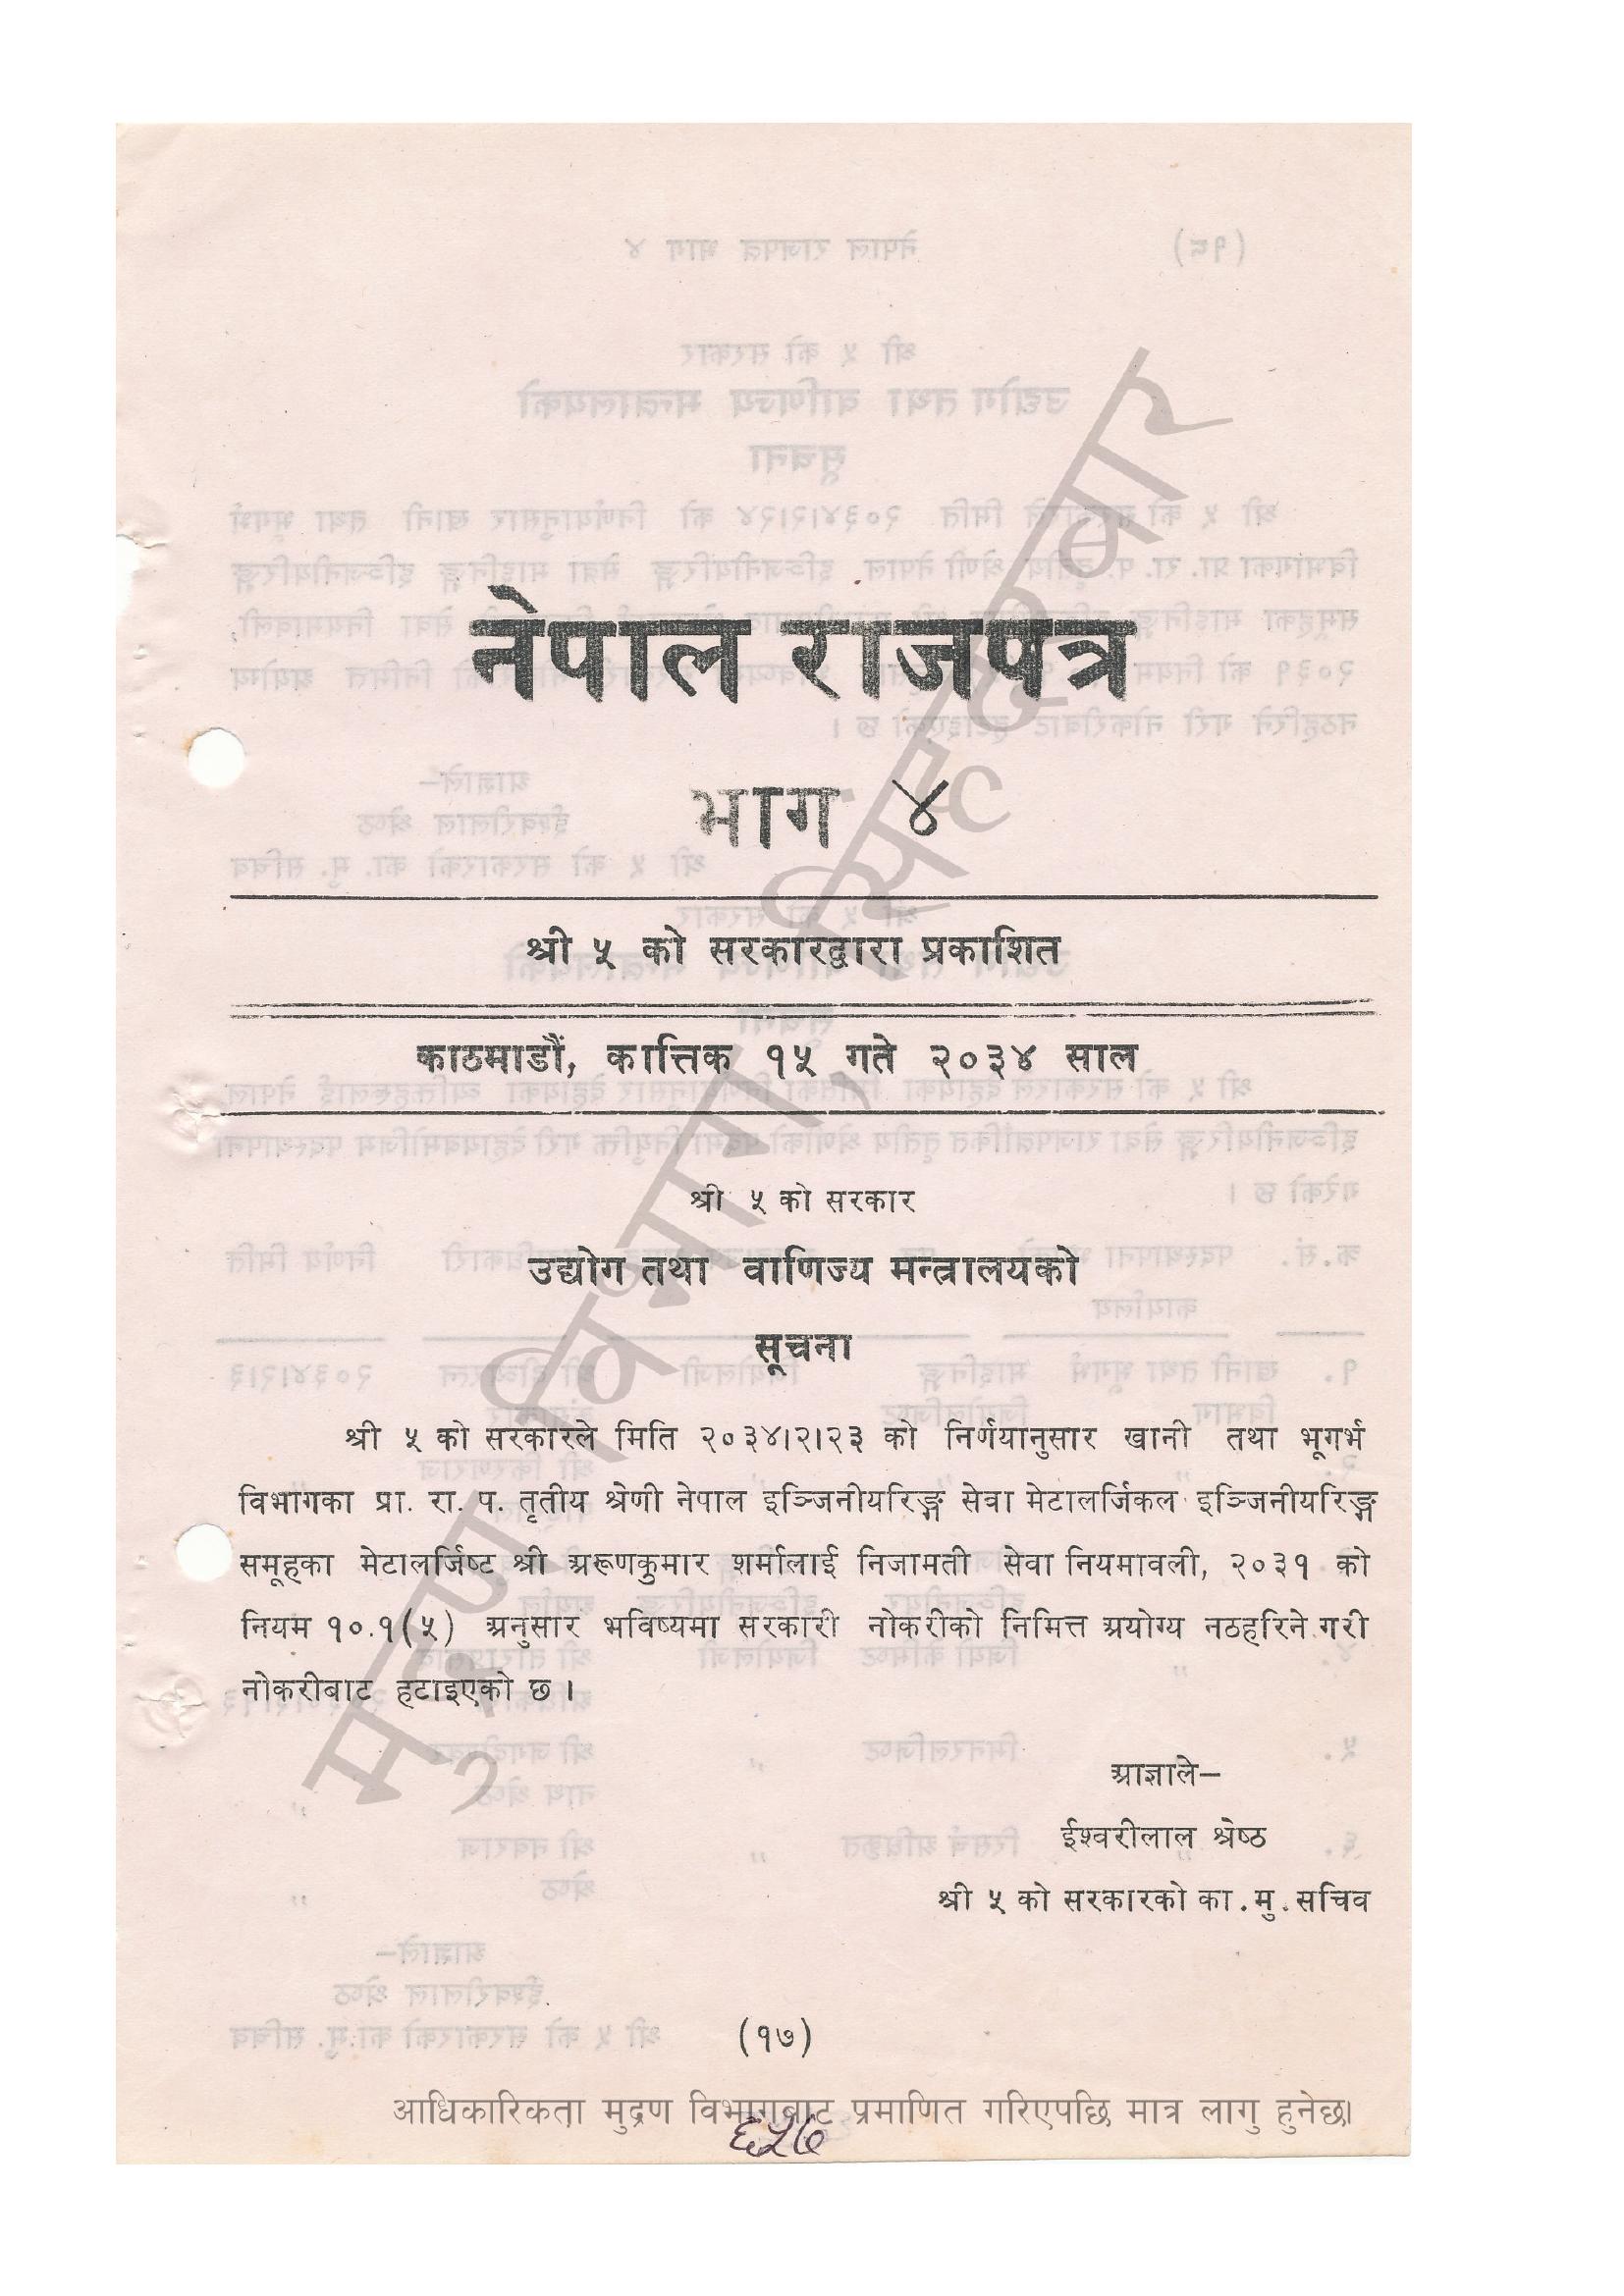 नेपाल राजपत्र
भाग ४
श्री ५ को सरकारद्वारा प्रकाशित
काठमाडौं, कात्तिक १५ गते २०३४ साल
श्री ५ को सरकार
उद्योग तथा वाणिज्य मन्त्रालयको
सूचना
श्री ५ को सरकारले मिति २०३४।२।२३ को निर्णयानुसार खानी तथा भूगर्भ
विभागका प्रा. रा. प. तृतीय श्रेणी नेपाल इञ्जिनीयरिङ्ग सेवा मेटालर्जिकल इञ्जिनीयरिङ्ग
समूहका मेटालर्जिष्ट श्री अरूणकुमार शर्मालाई निजामती सेवा नियमावली, २०३१ को
नियम १०.१(५) अनुसार भविष्यमा सरकारी नोकरीको निमित्त अयोग्य नठहरिने गरी
नोकरीबाट हटाइएको छ ।
आज्ञाले–
ईश्वरीलाल श्रेष्ठ
श्री ५ को सरकारको का.मु.सचिव
(१७)
आधिकारिकता मुद्रण विभागबाट प्रमाणित गरिएपछि मात्र लागु हुनेछ।
६५७
मुद्रण विभाग, सिंहदरबार